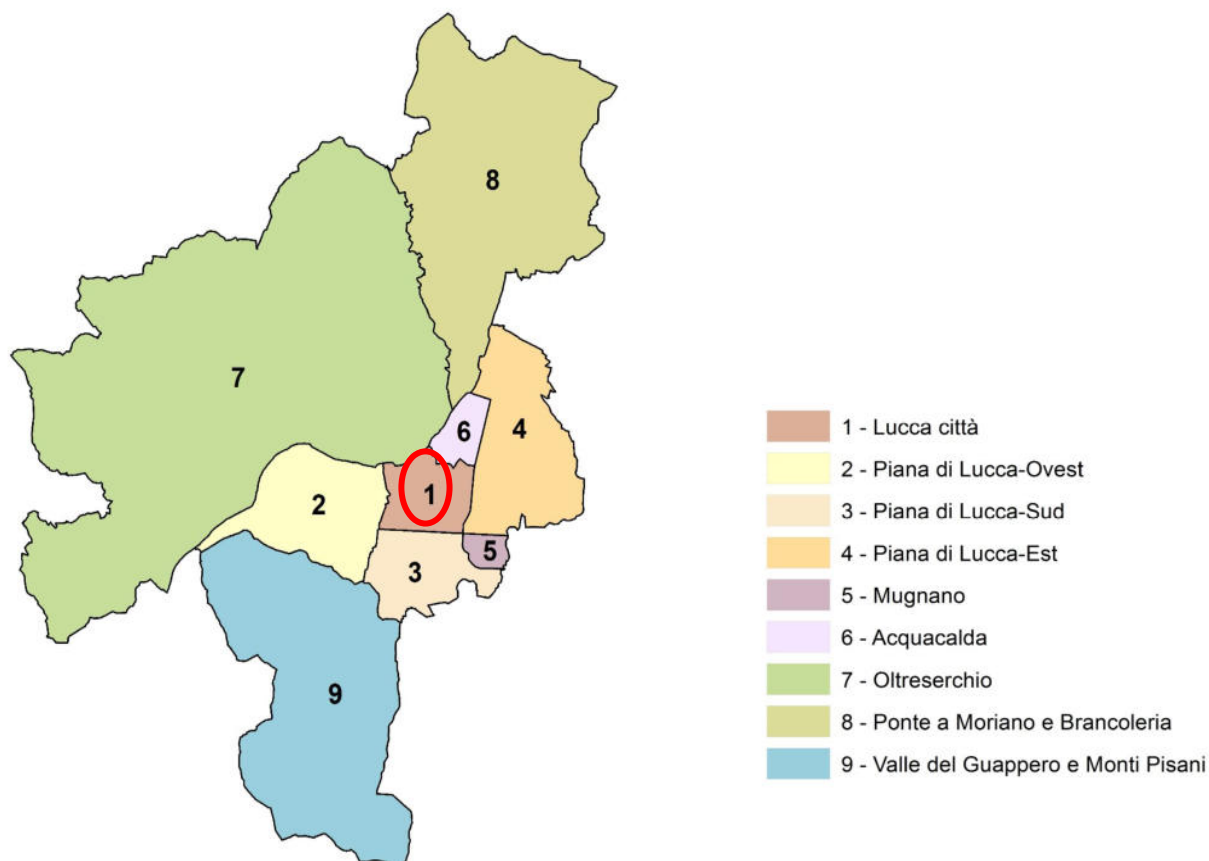 8
7
6
4
1
2
5
3
9
1 - Lucca città
2 - Piana di Lucca-Ovest
3 - Piana di Lucca-Sud
4 - Piana di Lucca-Est
5 - Mugnano
6 - Acquacalda
7 - Oltreserchio
8 - Ponte a Moriano e Brancoleria
9 - Valle del Guappero e Monti Pisani